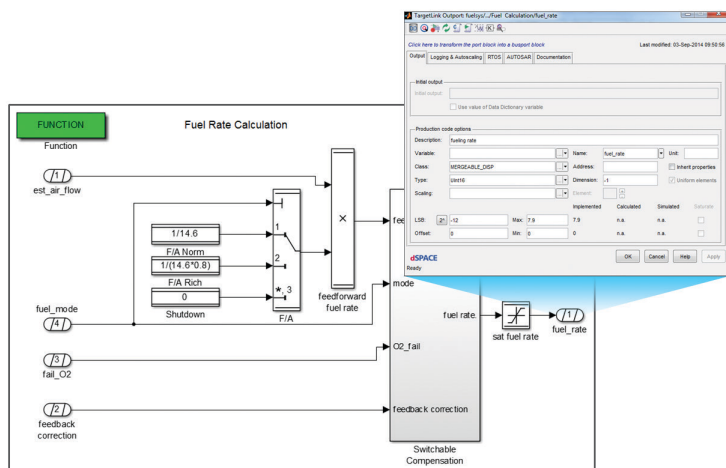 TargetLink Outport: fuelsys/.../Fuel Calculation/fuel_rate
Click here to transform the port block into a busport block
Last modified: 03-Sep-2014 09:50:56
Output
Logging & Autoscaling
RTOS
AUTOSAR
Documentation
Initial output
Initial output:
Use value of Data Dictionary variable
Production code options
Description: fueling rate
Variable:
Name: fuel_rate
Unit:
Class: MERGEABLE_DISP
Address:
Inherit properties
Type: UInt16
Dimension: -1
Uniform elements
Scaling:
Element:
Implemented Calculated Simulated Saturate
LSB: 2^ -12 Max: 7.9 7.9 n.a. n.a.
Offset: 0 Min: 0 0 n.a. n.a.
dSPACE
OK Cancel Help Apply
Ready
FUNCTION
Function
Fuel Rate Calculation
1
est_air_flow
1/14.6
F/A Norm
1/(14.6*0.8)
F/A Rich
0
Shutdown
1
2
*, 3
F/A
×
feedforward
fuel rate
fuel_mode
4
3
fail_O2
2
feedback
correction
fee
mode
O2_fail
feedback correction
fuel rate
Switchable
Compensation
sat fuel rate
1
fuel_rate